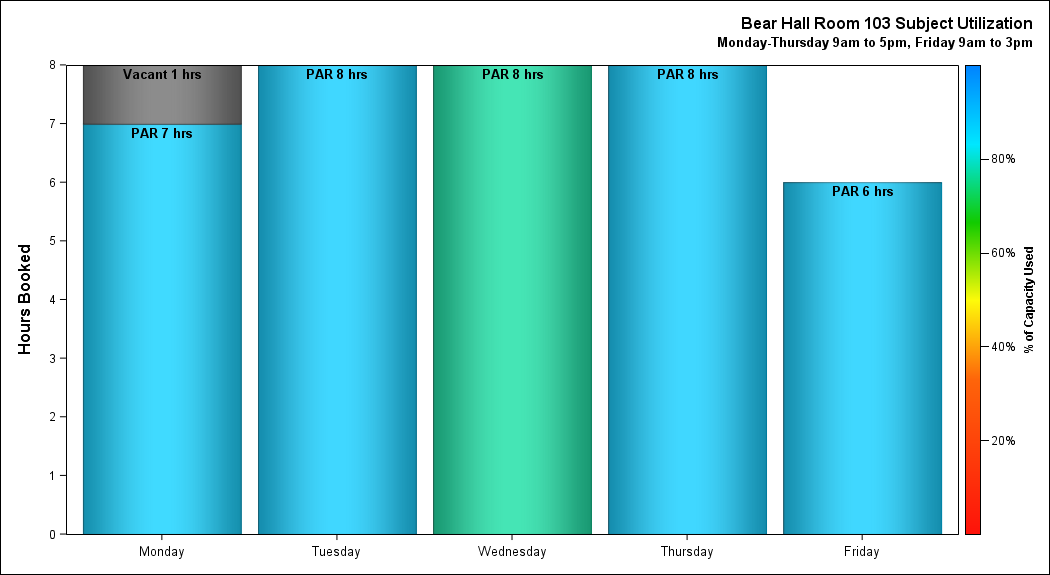 Bear Hall Room 103 Subject Utilization
Monday-Thursday 9am to 5pm, Friday 9am to 3pm
Hours Booked
8
7
6
5
4
3
2
1
0
Vacant 1 hrs
PAR 7 hrs
PAR 8 hrs
PAR 8 hrs
PAR 8 hrs
PAR 6 hrs
Monday
Tuesday
Wednesday
Thursday
Friday
80%
60%
40%
20%
% of Capacity Used